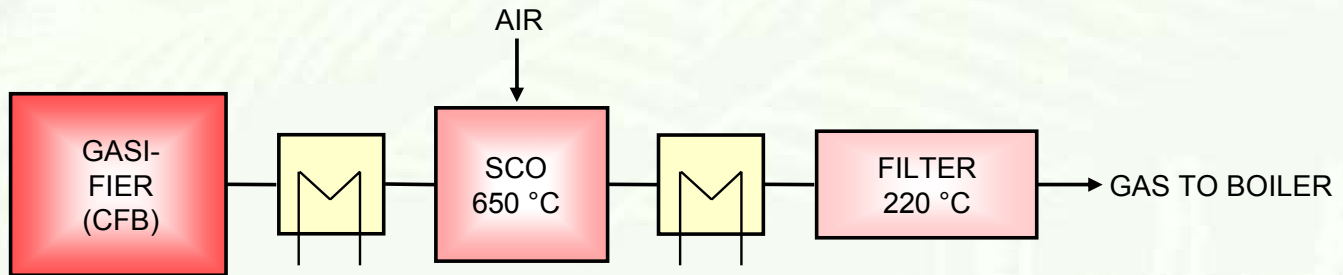 AIR
GASI-
FIER
(CFB)
SCO
650 °C
FILTER
220 °C
GAS TO BOILER